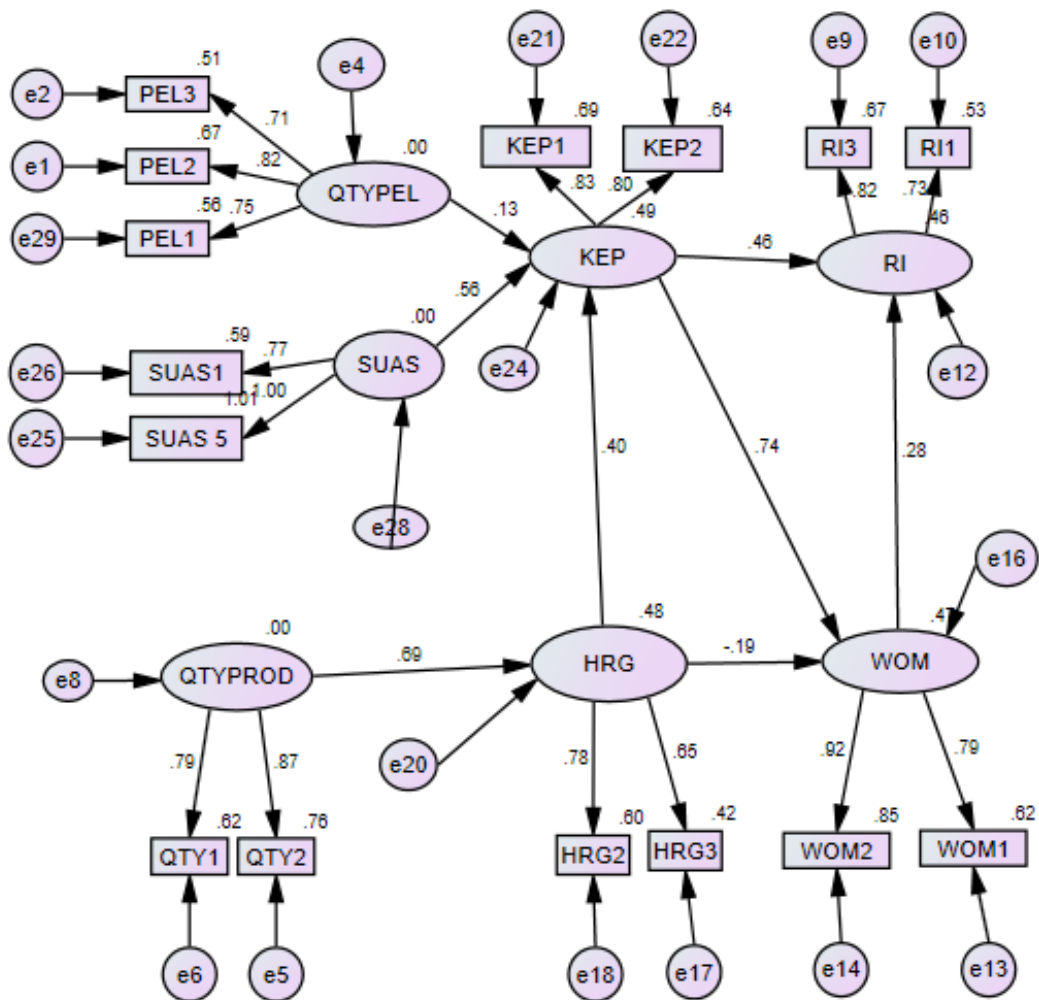 e21
e22
e9
e10
.51
e4
e2
PEL3
.71
.69
.64
.67
.53
KEP1
KEP2
RI3
RI1
.67
e1
PEL2
.82
.00
QTYPEL
.83
.80
.49
.82
.73
.46
.56
.75
e29
PEL1
.13
KEP
.46
RI
.56
.00
.59
.77
SUAS
e26
SUAS1
e24
e12
1.01
1.00
e25
SUAS 5
.40
.74
.28
e28
e16
.00
.48
.47
e8
QTYPROD
.69
HRG
-.19
WOM
e20
.79
.87
.78
.65
.92
.79
.62
.76
.60
.42
.85
.62
QTY1
QTY2
HRG2
HRG3
WOM2
WOM1
e6
e5
e18
e17
e14
e13